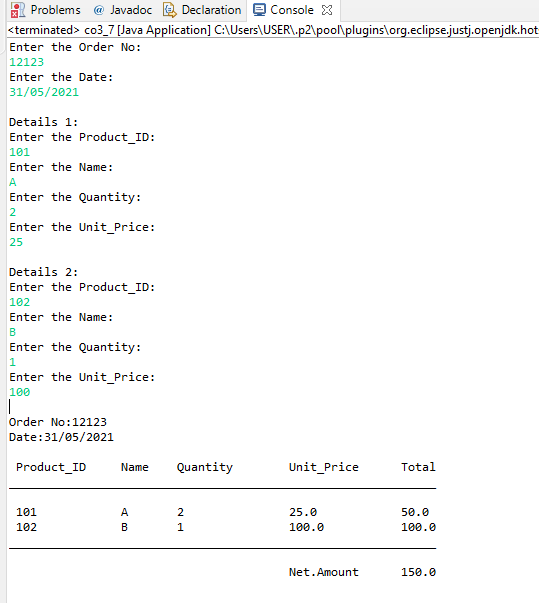 Problems @ Javadoc Declaration Console
<terminated> co3_7 [Java Application] C:\Users\USER\.p2\pool\plugins\org.eclipse.justj.openjdk.hot
Enter the Order No:
12123
Enter the Date:
31/05/2021
Details 1:
Enter the Product_ID:
101
Enter the Name:
A
Enter the Quantity:
2
Enter the Unit_Price:
25
Details 2:
Enter the Product_ID:
102
Enter the Name:
B
Enter the Quantity:
1
Enter the Unit_Price:
100
Order No:12123
Date:31/05/2021
Product_ID Name Quantity Unit_Price Total
101 A 2 25.0 50.0
102 B 1 100.0 100.0
Net.Amount 150.0